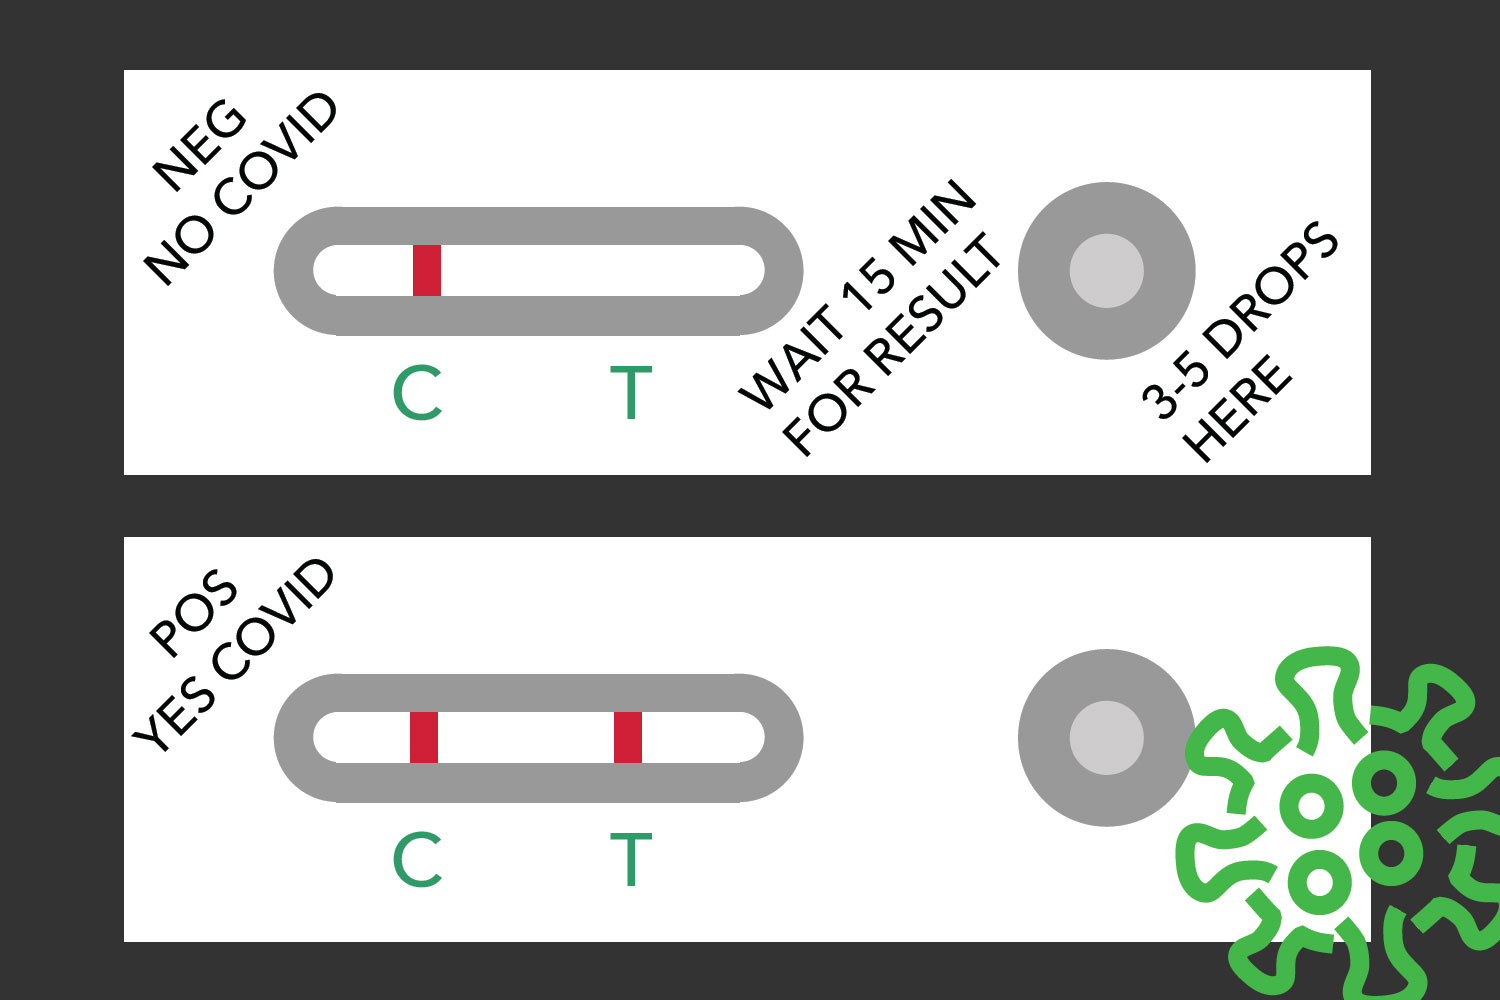 NEG
NO COVID
C
T
WAIT 15 MIN
FOR RESULT
3-5 DROPS
HERE
POS
YES COVID
C
T